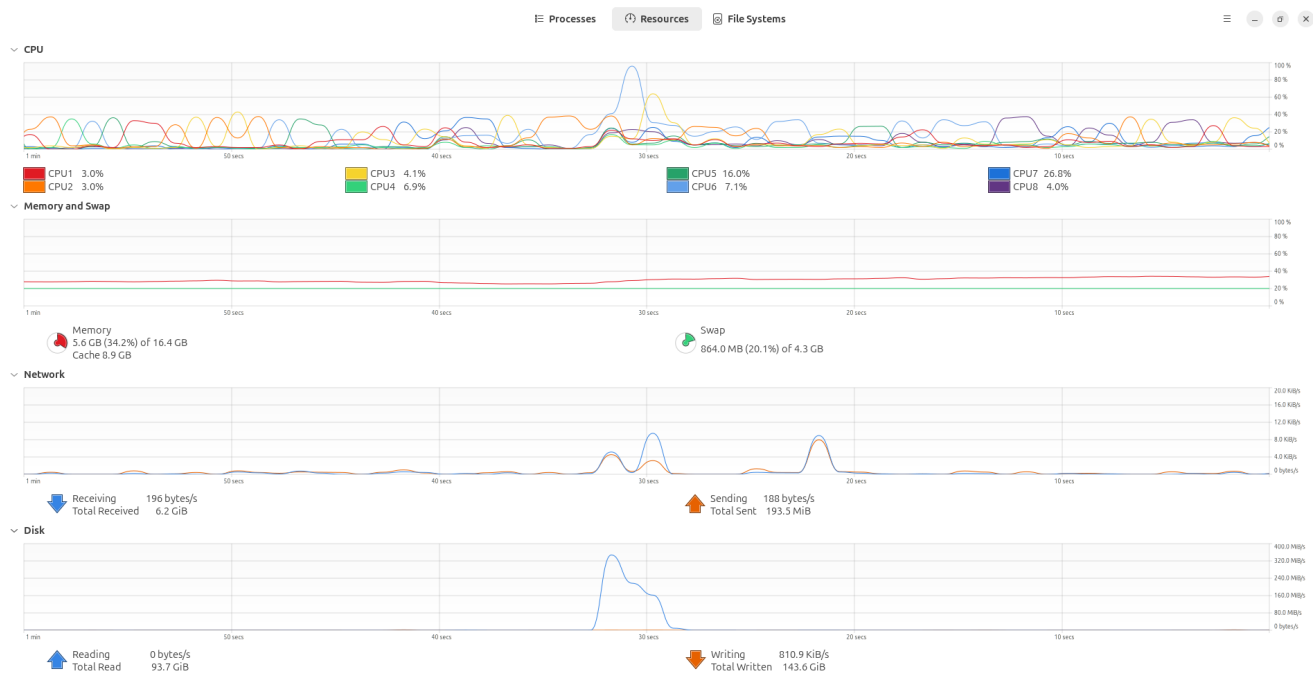 Processes Resources File Systems
CPU
100 %
80 %
60 %
40 %
20 %
0 %
1 min 50 secs 40 secs 30 secs 20 secs 10 secs
CPU1 3.0% CPU3 4.1% CPU5 16.0% CPU7 26.8%
CPU2 3.0% CPU4 6.9% CPU6 7.1% CPU8 4.0%
Memory and Swap
100 %
80 %
60 %
40 %
20 %
0 %
1 min 50 secs 40 secs 30 secs 20 secs 10 secs
Memory
5.6 GB (34.2%) of 16.4 GB
Cache 8.9 GB
Swap
864.0 MB (20.1%) of 4.3 GB
Network
20.0 KiB/s
16.0 KiB/s
12.0 KiB/s
8.0 KiB/s
4.0 KiB/s
0 bytes/s
1 min 50 secs 40 secs 30 secs 20 secs 10 secs
Receiving 196 bytes/s Sending 188 bytes/s
Total Received 6.2 GiB Total Sent 193.5 MiB
Disk
400.0 MiB/s
320.0 MiB/s
240.0 MiB/s
160.0 MiB/s
80.0 MiB/s
0 bytes/s
1 min 50 secs 40 secs 30 secs 20 secs 10 secs
Reading 0 bytes/s Writing 810.9 KiB/s
Total Read 93.7 GiB Total Written 143.6 GiB